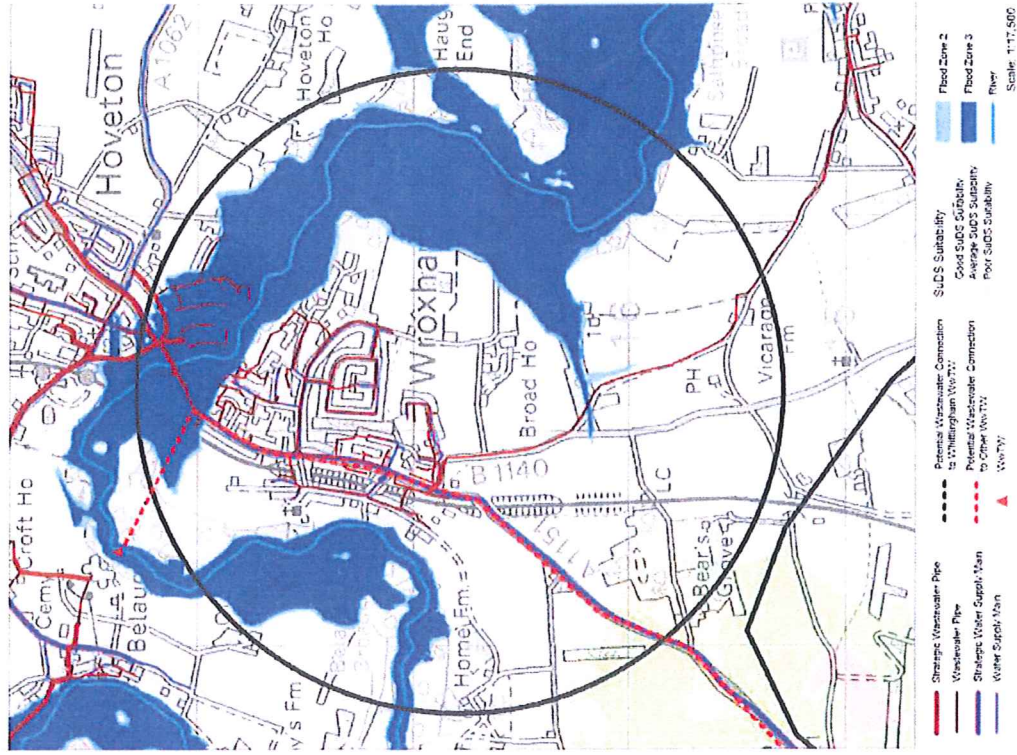 Hoveton
A 1062
Hoveton
Ho
Haug
End
Croft Ho
Cemy
Belaug
Wroxha
Broad Ho
B 1140
PH
Vicarage
Fm
LC
Bear's
Grove
Home Fm
's Fm
A 1151
Strategic Wastewater Pipe
Wastewater Pipe
Strategic Water Supply Main
Water Supply Main
Potential Wastewater Connection
to Whitlingham WwTW
Potential Wastewater Connection
to Other WwTW
WwTW
SuDS Suitability
Good SuDS Suitability
Average SuDS Suitability
Poor SuDS Suitability
Flood Zone 2
Flood Zone 3
River
Scale: 1:17,500